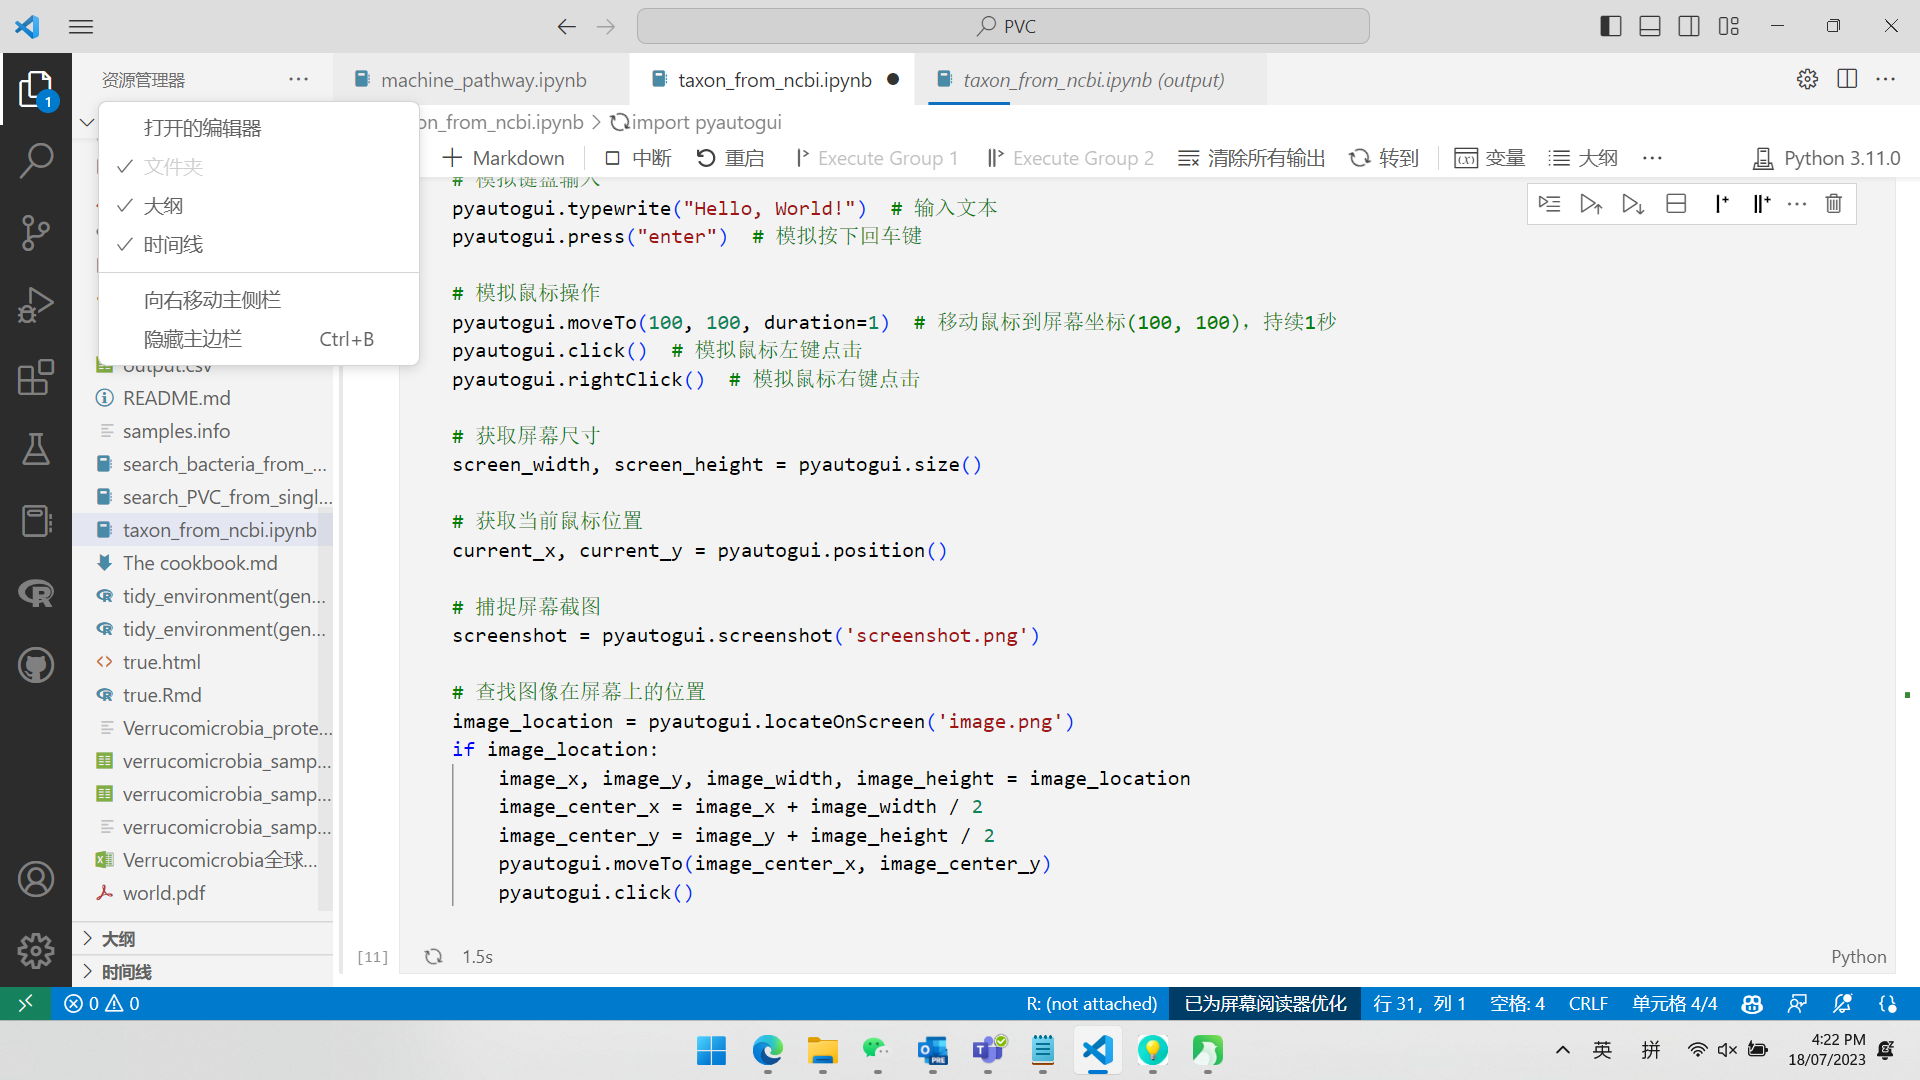 PVC
资源管理器
machine_pathway.ipynb
taxon_from_ncbi.ipynb
taxon_from_ncbi.ipynb (output)
打开的编辑器
文件夹
大纲
时间线
向右移动主侧栏
隐藏主边栏 Ctrl+B
on_from_ncbi.ipynb > import pyautogui
Markdown 中断 重启 Execute Group 1 Execute Group 2 清除所有输出 转到 变量 大纲 ... Python 3.11.0
output.csv
README.md
samples.info
search_bacteria_from_...
search_PVC_from_singl...
taxon_from_ncbi.ipynb
The cookbook.md
tidy_environment(gen...
tidy_environment(gen...
true.html
true.Rmd
Verrucomicrobia_prote...
verrucomicrobia_samp...
verrucomicrobia_samp...
verrucomicrobia_samp...
Verrucomicrobia全球...
world.pdf
大纲
时间线
# 模拟键盘输入
pyautogui.typewrite("Hello, World!")  # 输入文本
pyautogui.press("enter")  # 模拟按下回车键
# 模拟鼠标操作
pyautogui.moveTo(100, 100, duration=1)  # 移动鼠标到屏幕坐标(100, 100)，持续1秒
pyautogui.click()  # 模拟鼠标左键点击
pyautogui.rightClick()  # 模拟鼠标右键点击
# 获取屏幕尺寸
screen_width, screen_height = pyautogui.size()
# 获取当前鼠标位置
current_x, current_y = pyautogui.position()
# 捕捉屏幕截图
screenshot = pyautogui.screenshot('screenshot.png')
# 查找图像在屏幕上的位置
image_location = pyautogui.locateOnScreen('image.png')
if image_location:
    image_x, image_y, image_width, image_height = image_location
    image_center_x = image_x + image_width / 2
    image_center_y = image_y + image_height / 2
    pyautogui.moveTo(image_center_x, image_center_y)
    pyautogui.click()
[11] 1.5s Python
0 0 R: (not attached) 已为屏幕阅读器优化 行 31，列 1 空格: 4 CRLF 单元格 4/4
英 拼 4:22 PM
18/07/2023